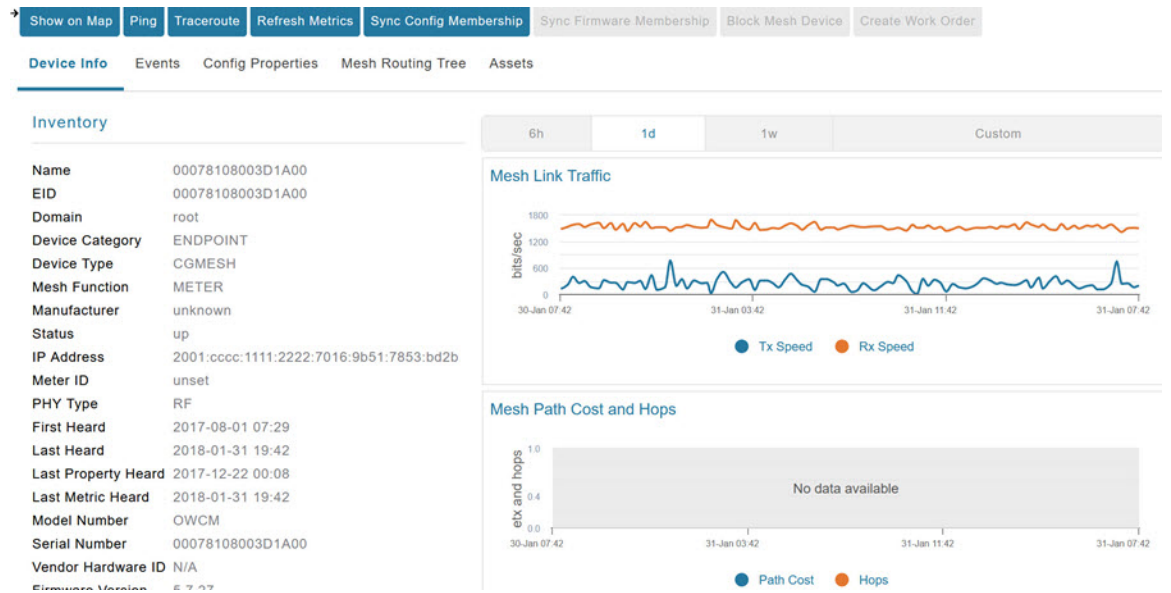 Show on Map Ping Traceroute Refresh Metrics Sync Config Membership Sync Firmware Membership Block Mesh Device Create Work Order
Device Info Events Config Properties Mesh Routing Tree Assets
Inventory
Name 00078108003D1A00
EID 00078108003D1A00
Domain root
Device Category ENDPOINT
Device Type CGMESH
Mesh Function METER
Manufacturer unknown
Status up
IP Address 2001:cccc:1111:2222:7016:9b51:7853:bd2b
Meter ID unset
PHY Type RF
First Heard 2017-08-01 07:29
Last Heard 2018-01-31 19:42
Last Property Heard 2017-12-22 00:08
Last Metric Heard 2018-01-31 19:42
Model Number OWCM
Serial Number 00078108003D1A00
Vendor Hardware ID N/A
Firmware Version 5.7.27
6h 1d 1w Custom
Mesh Link Traffic
bits/sec
1800
1200
600
0
30-Jan 07:42 31-Jan 03:42 31-Jan 11:42 31-Jan 07:42
Tx Speed Rx Speed
Mesh Path Cost and Hops
etx and hops
1.0
0.4
0.0
No data available
30-Jan 07:42 31-Jan 03:42 31-Jan 11:42 31-Jan 07:42
Path Cost Hops